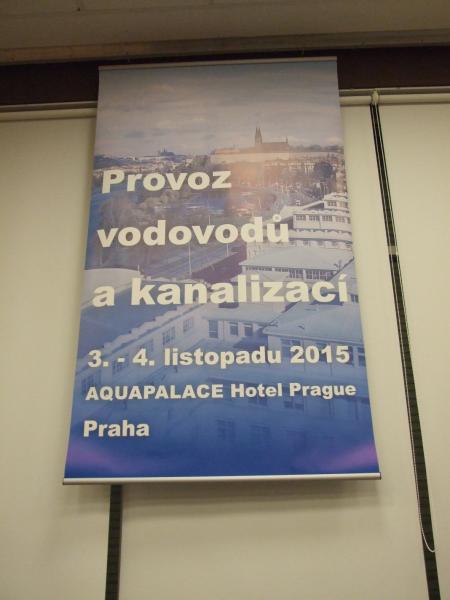 Provoz
vodovodů
a kanalizací
3. - 4. listopadu 2015
AQUAPALACE Hotel Prague
Praha